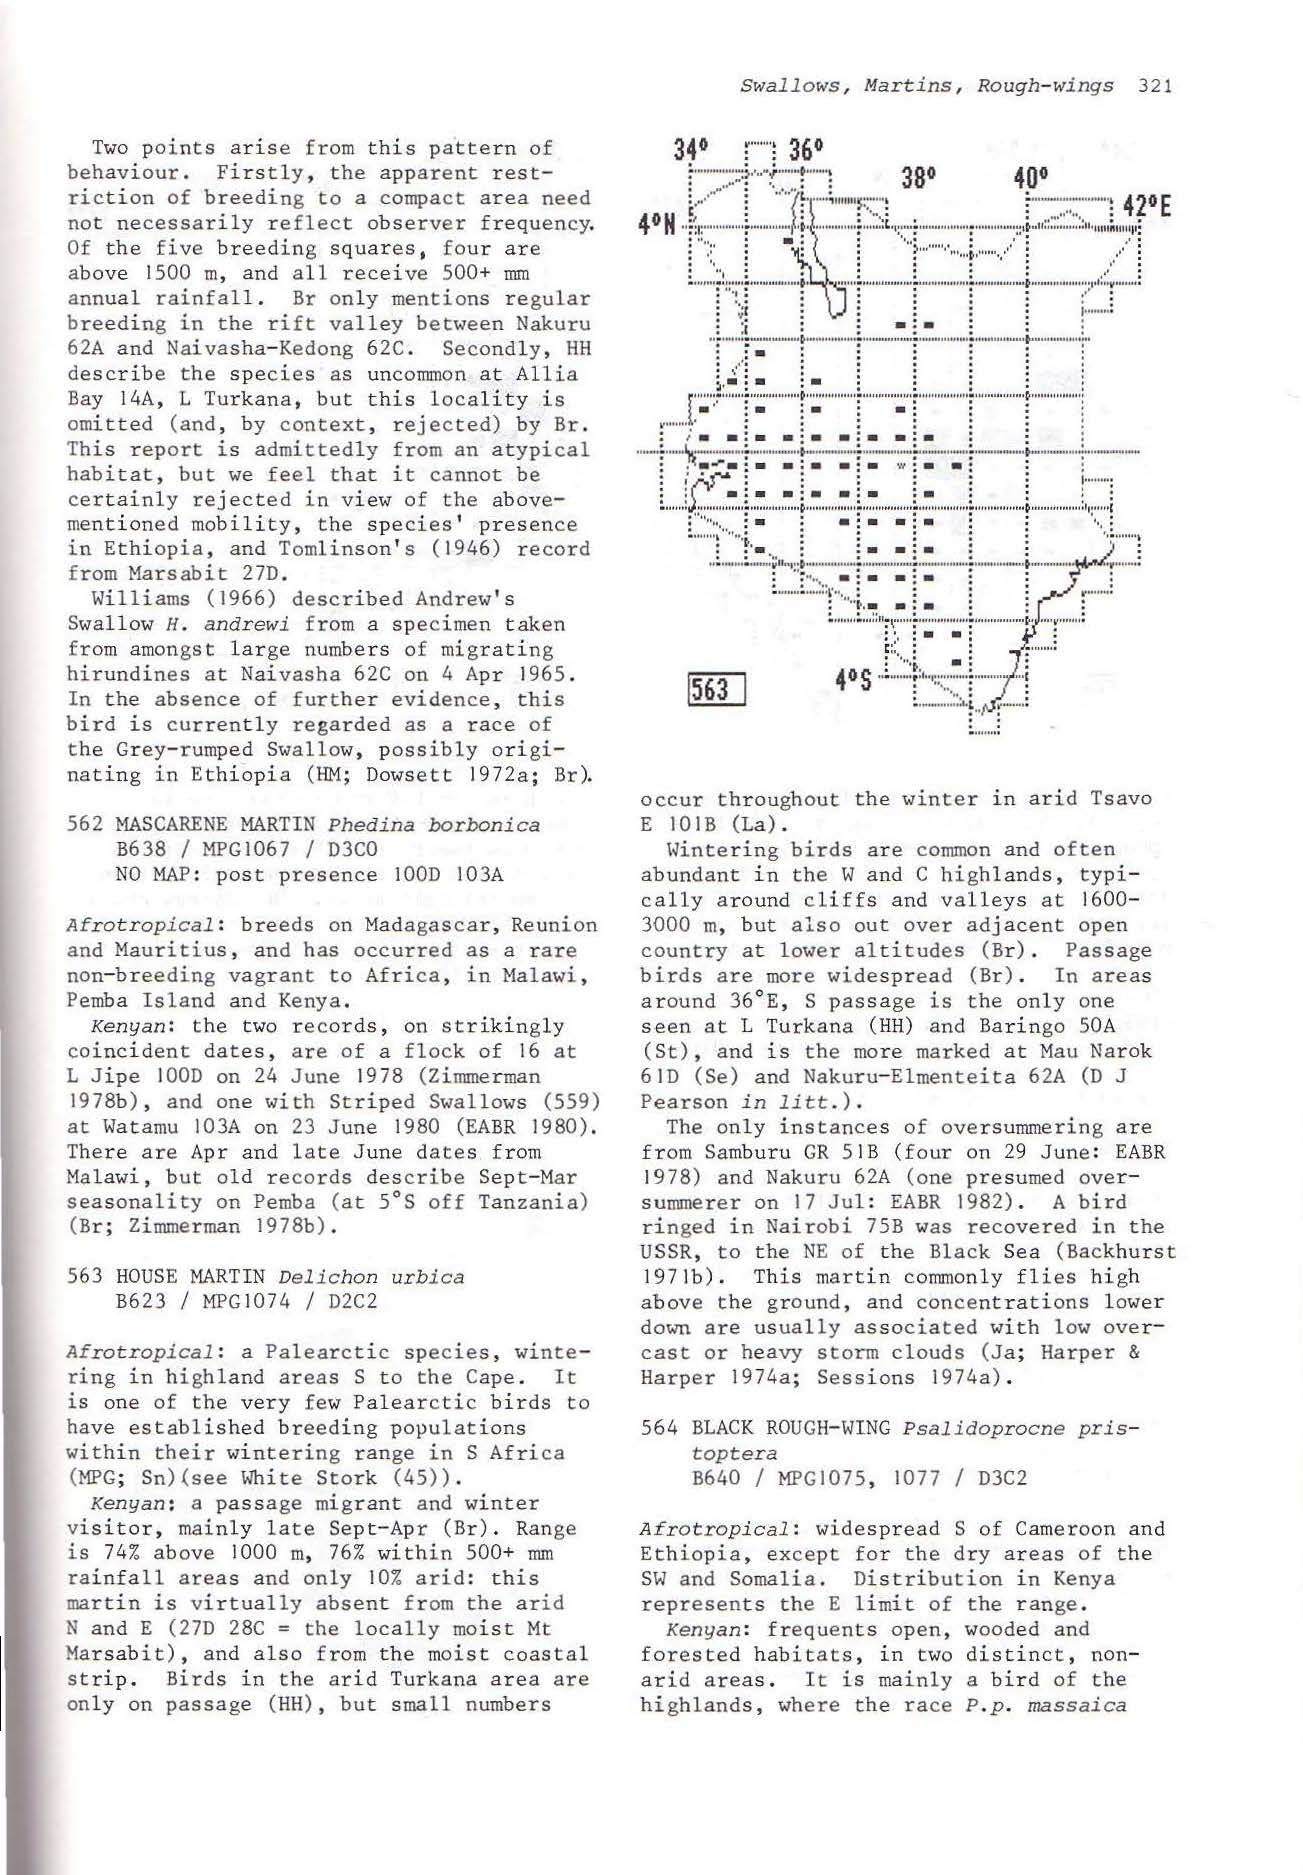 Swallows, Martins, Rough-wings 321
Two points arise from this pattern of
behaviour. Firstly, the apparent rest-
riction of breeding to a compact area need
not necessarily reflect observer frequency.
Of the five breeding squares, four are
above 1500 m, and all receive 500+ mm
annual rainfall. Br only mentions regular
breeding in the rift valley between Nakuru
62A and Naivasha-Kedong 62C. Secondly, HH
describe the species as uncommon at Allia
Bay 14A, L Turkana, but this locality is
omitted (and, by context, rejected) by Br.
This report is admittedly from an atypical
habitat, but we feel that it cannot be
certainly rejected in view of the above-
mentioned mobility, the species' presence
in Ethiopia, and Tomlinson's (1946) record
from Marsabit 27D.
Williams (1966) described Andrew's
Swallow H. andrewi from a specimen taken
from amongst large numbers of migrating
hirundines at Naivasha 62C on 4 Apr 1965.
In the absence of further evidence, this
bird is currently regarded as a race of
the Grey-rumped Swallow, possibly origi-
nating in Ethiopia (HM; Dowsett 1972a; Br).
562 MASCARENE MARTIN Phedina borbonica
B638 / MPG1067 / D3C0
NO MAP: post presence 100D 103A
Afrotropical: breeds on Madagascar, Reunion
and Mauritius, and has occurred as a rare
non-breeding vagrant to Africa, in Malawi,
Pemba Island and Kenya.
Kenyan: the two records, on strikingly
coincident dates, are of a flock of 16 at
L Jipe 100D on 24 June 1978 (Zimmerman
1978b), and one with Striped Swallows (559)
at Watamu 103A on 23 June 1980 (EABR 1980).
There are Apr and late June dates from
Malawi, but old records describe Sept-Mar
seasonality on Pemba (at 5°S off Tanzania)
(Br; Zimmerman 1978b).
563 HOUSE MARTIN Delichon urbica
B623 / MPG1074 / D2C2
Afrotropical: a Palearctic species, winte-
ring in highland areas S to the Cape. It
is one of the very few Palearctic birds to
have established breeding populations
within their wintering range in S Africa
(MPG; Sn)(see White Stork (45)).
Kenyan: a passage migrant and winter
visitor, mainly late Sept-Apr (Br). Range
is 74% above 1000 m, 76% within 500+ mm
rainfall areas and only 10% arid: this
martin is virtually absent from the arid
N and E (27D 28C = the locally moist Mt
Marsabit), and also from the moist coastal
strip. Birds in the arid Turkana area are
only on passage (HH), but small numbers
34° 36°
38° 40°
4°N 42°E
4°S
563
occur throughout the winter in arid Tsavo
E 101B (La).
Wintering birds are common and often
abundant in the W and C highlands, typi-
cally around cliffs and valleys at 1600-
3000 m, but also out over adjacent open
country at lower altitudes (Br). Passage
birds are more widespread (Br). In areas
around 36°E, S passage is the only one
seen at L Turkana (HH) and Baringo 50A
(St), and is the more marked at Mau Narok
61D (Se) and Nakuru-Elmenteita 62A (D J
Pearson in litt.).
The only instances of oversummering are
from Samburu GR 51B (four on 29 June: EABR
1978) and Nakuru 62A (one presumed over-
summerer on 17 Jul: EABR 1982). A bird
ringed in Nairobi 75B was recovered in the
USSR, to the NE of the Black Sea (Backhurst
1971b). This martin commonly flies high
above the ground, and concentrations lower
down are usually associated with low over-
cast or heavy storm clouds (Ja; Harper &
Harper 1974a; Sessions 1974a).
564 BLACK ROUGH-WING Psalidoprocne pris-
toptera
B640 / MPG1075, 1077 / D3C2
Afrotropical: widespread S of Cameroon and
Ethiopia, except for the dry areas of the
SW and Somalia. Distribution in Kenya
represents the E limit of the range.
Kenyan: frequents open, wooded and
forested habitats, in two distinct, non-
arid areas. It is mainly a bird of the
highlands, where the race P.p. massaica